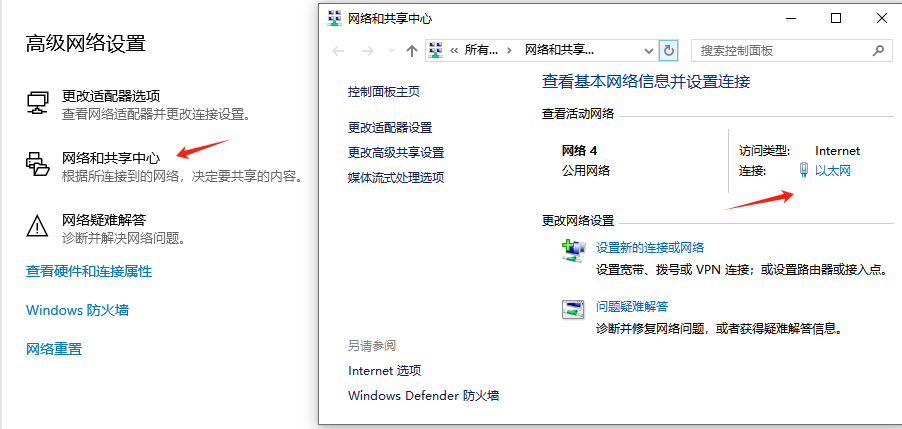 高级网络设置
更改适配器选项
查看网络适配器并更改连接设置。
网络和共享中心
根据所连接到的网络，决定要共享的内容。
网络疑难解答
诊断并解决网络问题。
查看硬件和连接属性
Windows 防火墙
网络重置
网络和共享中心
« 所有... › 网络和共享... 搜索控制面板
控制面板主页
更改适配器设置
更改高级共享设置
媒体流式处理选项
另请参阅
Internet 选项
Windows Defender 防火墙
查看基本网络信息并设置连接
查看活动网络
网络 4
公用网络
访问类型: Internet
连接: 以太网
更改网络设置
设置新的连接或网络
设置宽带、拨号或 VPN 连接；或设置路由器或接入点。
问题疑难解答
诊断并修复网络问题，或者获得疑难解答信息。